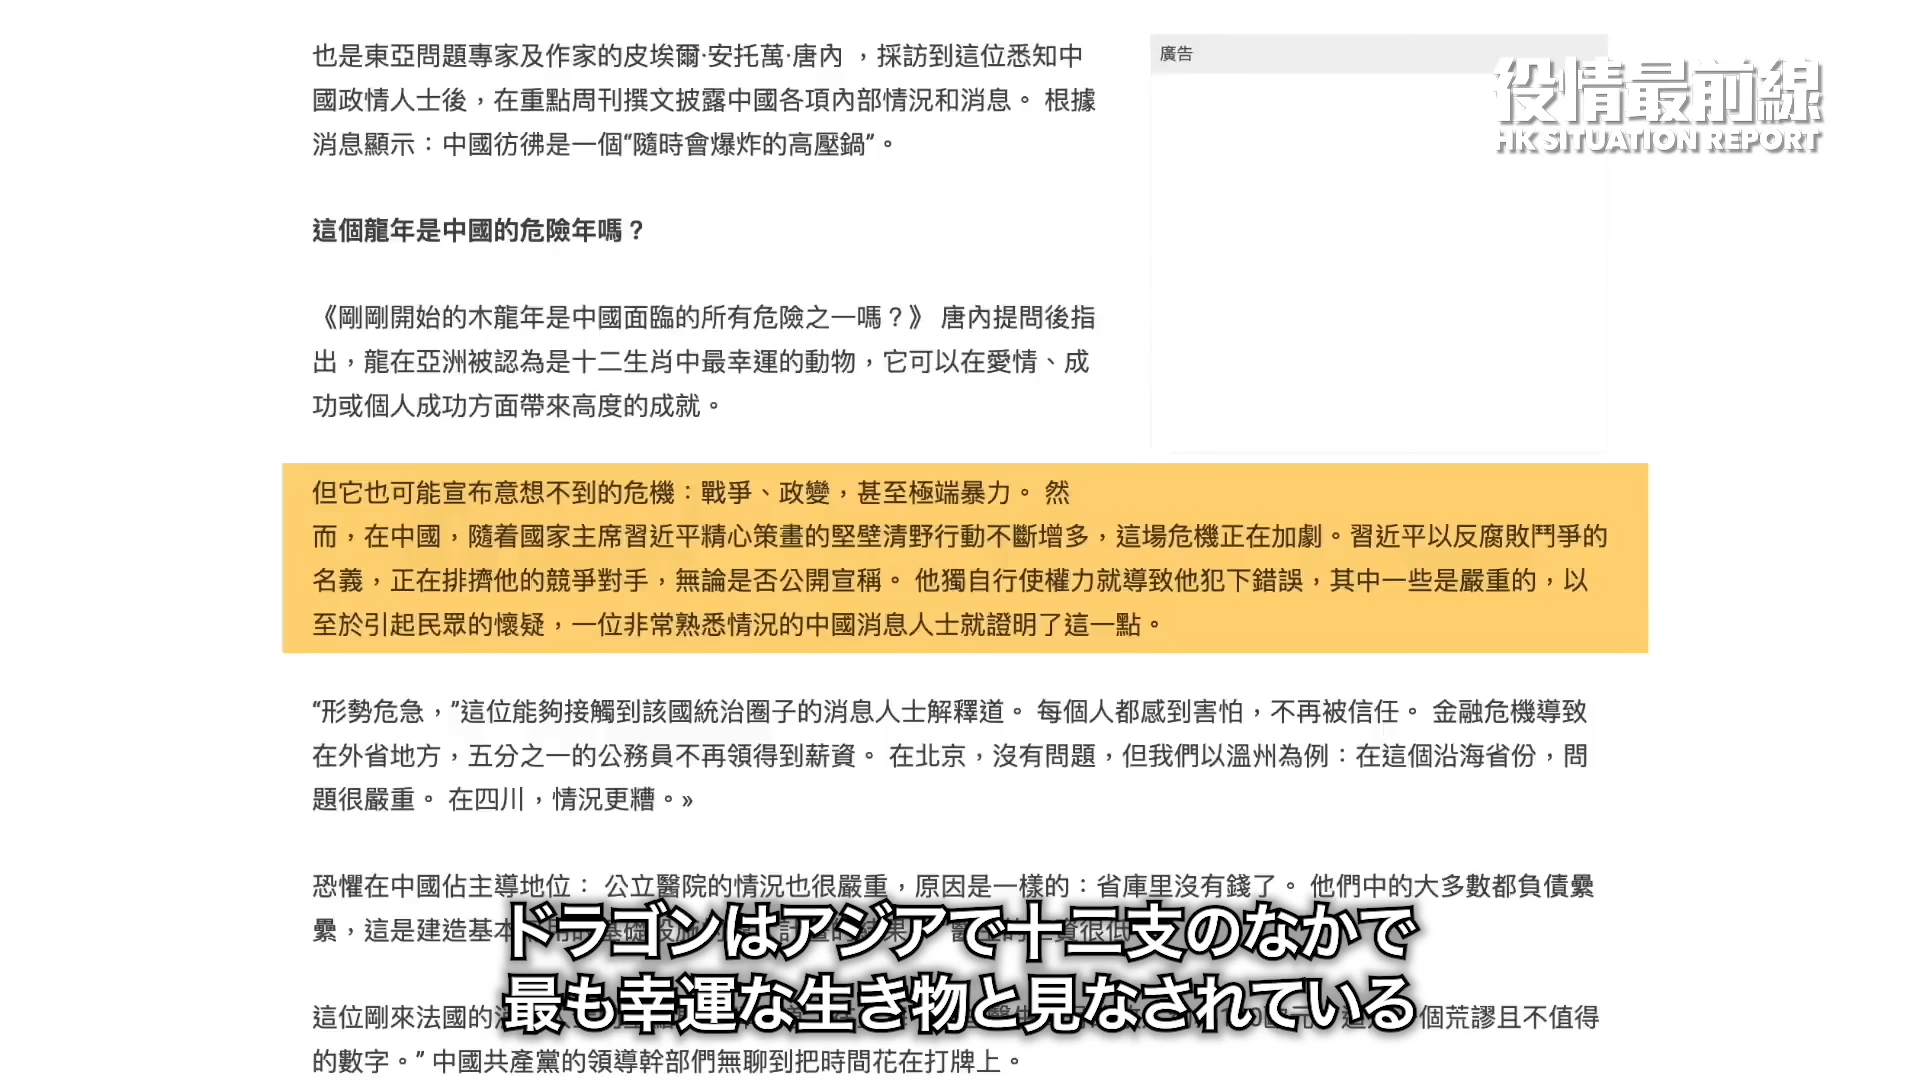 也是東亞問題專家及作家的皮埃爾·安托萬·唐內 ，採訪到這位悉知中
國政情人士後，在重點周刊撰文披露中國各項內部情況和消息。 根據
消息顯示：中國彷彿是一個“隨時會爆炸的高壓鍋”。
廣告
役情最前線
HK SITUATION REPORT
這個龍年是中國的危險年嗎？
《剛剛開始的木龍年是中國面臨的所有危險之一嗎？》 唐內提問後指
出，龍在亞洲被認為是十二生肖中最幸運的動物，它可以在愛情、成
功或個人成功方面帶來高度的成就。
但它也可能宣布意想不到的危機：戰爭、政變，甚至極端暴力。 然
而，在中國，隨着國家主席習近平精心策畫的堅壁清野行動不斷增多，這場危機正在加劇。習近平以反腐敗鬥爭的
名義，正在排擠他的競爭對手，無論是否公開宣稱。 他獨自行使權力就導致他犯下錯誤，其中一些是嚴重的，以
至於引起民眾的懷疑，一位非常熟悉情況的中國消息人士就證明了這一點。
“形勢危急，”這位能夠接觸到該國統治圈子的消息人士解釋道。 每個人都感到害怕，不再被信任。 金融危機導致
在外省地方，五分之一的公務員不再領得到薪資。 在北京，沒有問題，但我們以溫州為例：在這個沿海省份，問
題很嚴重。 在四川，情況更糟。»
恐懼在中國佔主導地位： 公立醫院的情況也很嚴重，原因是一樣的：省庫里沒有錢了。 他們中的大多數都負債纍
纍，這是建造基本
ドラゴンはアジアで十二支のなかで
最も幸運な生き物と見なされている
這位剛來法國的 個荒謬且不值得
的數字。” 中國共產黨的領導幹部們無聊到把時間花在打牌上。